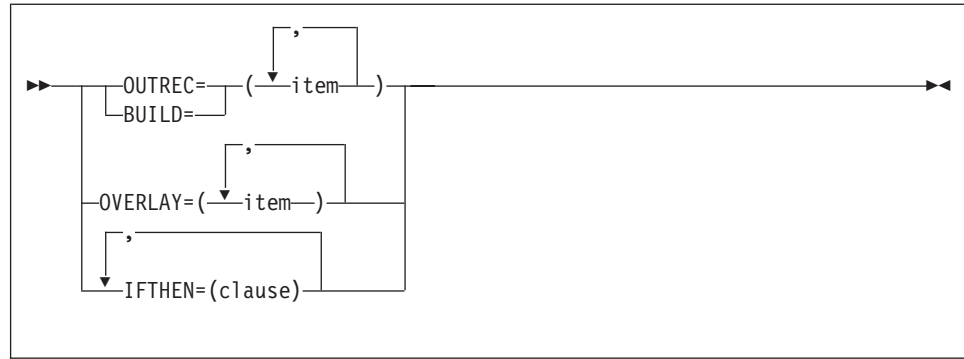 ,
OUTREC= ( item )
BUILD=
,
OVERLAY=( item )
,
IFTHEN=(clause)